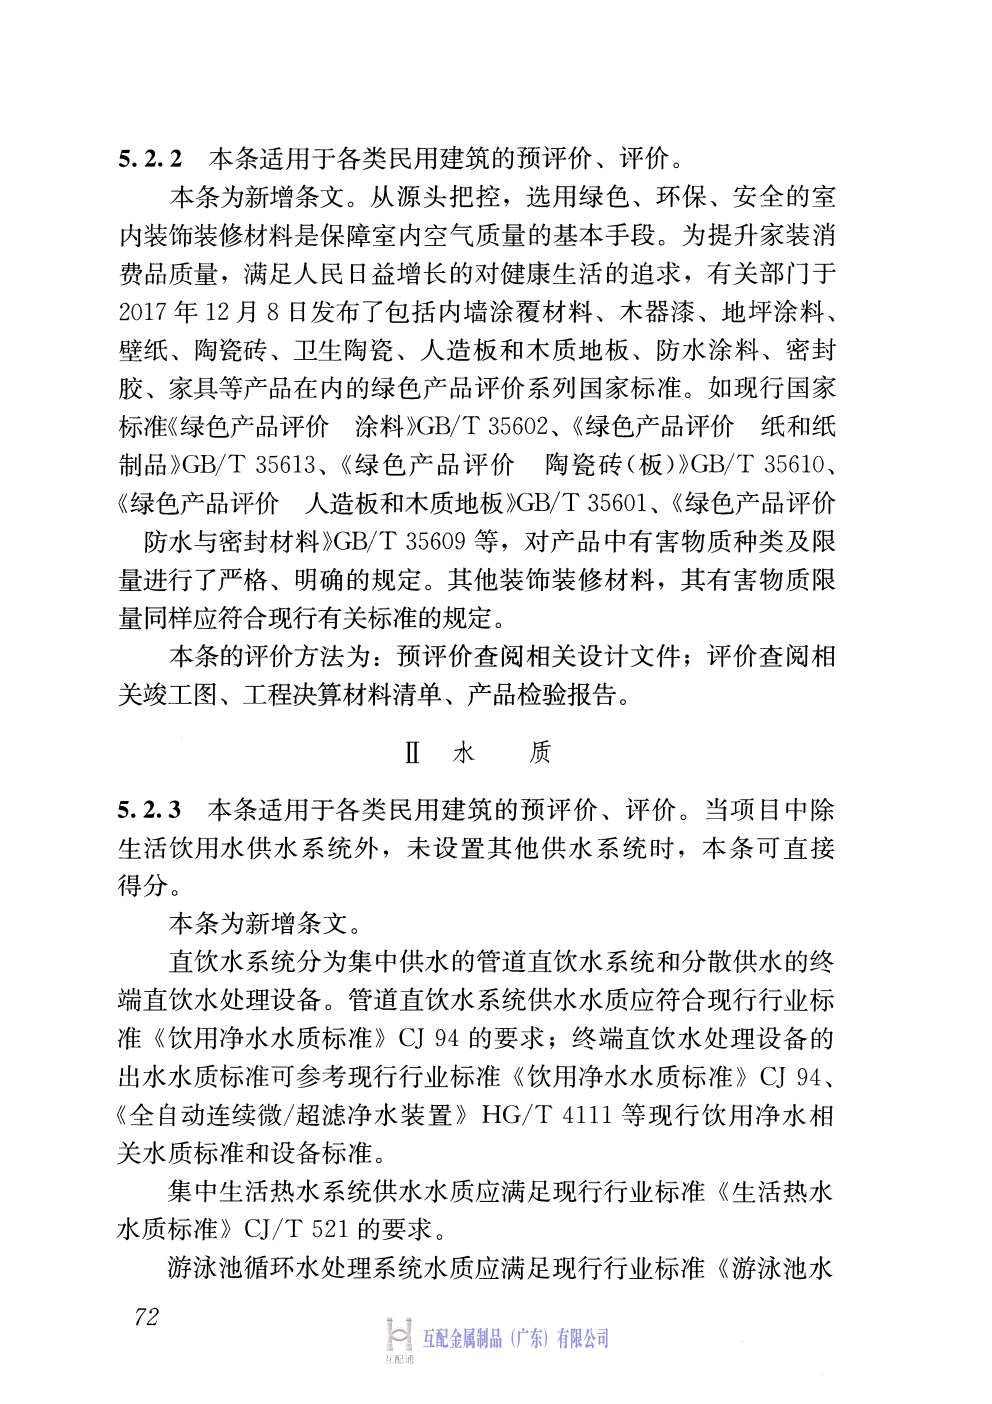 5.2.2　本条适用于各类民用建筑的预评价、评价。
本条为新增条文。从源头把控，选用绿色、环保、安全的室
内装饰装修材料是保障室内空气质量的基本手段。为提升家装消
费品质量，满足人民日益增长的对健康生活的追求，有关部门于
2017 年 12 月 8 日发布了包括内墙涂覆材料、木器漆、地坪涂料、
壁纸、陶瓷砖、卫生陶瓷、人造板和木质地板、防水涂料、密封
胶、家具等产品在内的绿色产品评价系列国家标准。如现行国家
标准《绿色产品评价　涂料》GB/T 35602、《绿色产品评价　纸和纸
制品》GB/T 35613、《绿色产品评价　陶瓷砖(板)》GB/T 35610、
《绿色产品评价　人造板和木质地板》GB/T 35601、《绿色产品评价
防水与密封材料》GB/T 35609 等，对产品中有害物质种类及限
量进行了严格、明确的规定。其他装饰装修材料，其有害物质限
量同样应符合现行有关标准的规定。
本条的评价方法为：预评价查阅相关设计文件；评价查阅相
关竣工图、工程决算材料清单、产品检验报告。
Ⅱ　水　质
5.2.3　本条适用于各类民用建筑的预评价、评价。当项目中除
生活饮用水供水系统外，未设置其他供水系统时，本条可直接
得分。
本条为新增条文。
直饮水系统分为集中供水的管道直饮水系统和分散供水的终
端直饮水处理设备。管道直饮水系统供水水质应符合现行行业标
准《饮用净水水质标准》CJ 94 的要求；终端直饮水处理设备的
出水水质标准可参考现行行业标准《饮用净水水质标准》CJ 94、
《全自动连续微/超滤净水装置》HG/T 4111 等现行饮用净水相
关水质标准和设备标准。
集中生活热水系统供水水质应满足现行行业标准《生活热水
水质标准》CJ/T 521 的要求。
游泳池循环水处理系统水质应满足现行行业标准《游泳池水
72
互配通
互配金属制品（广东）有限公司